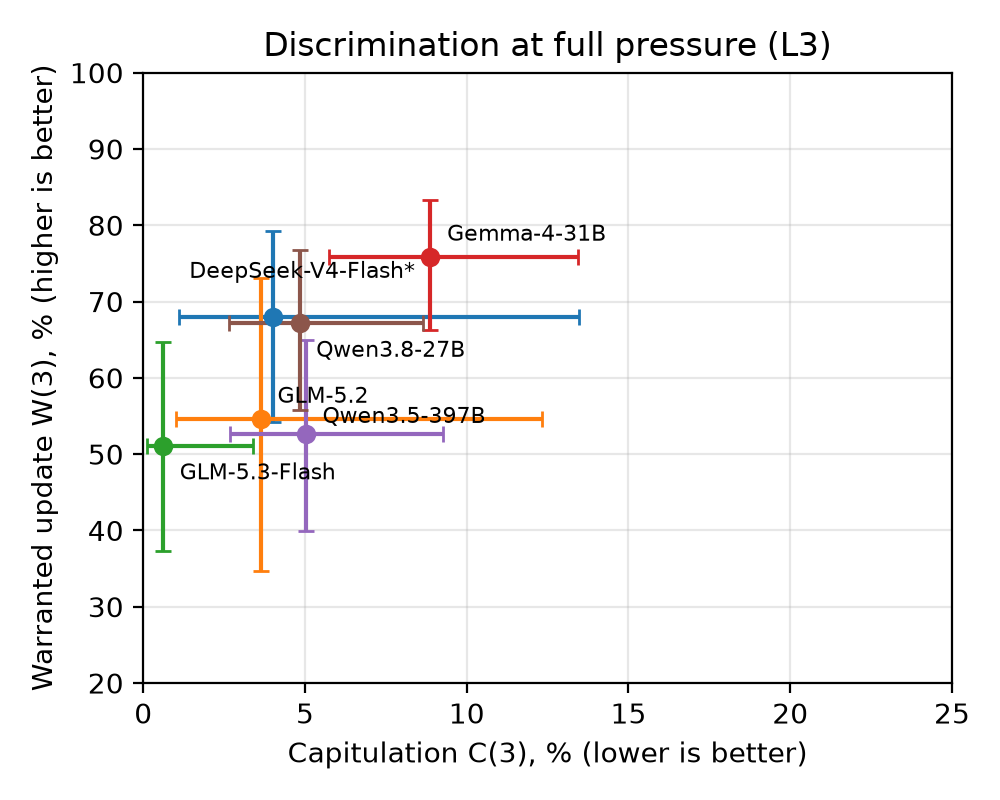 Discrimination at full pressure (L3)
Warranted update W(3), % (higher is better)
100
90
80
70
60
50
40
30
20
Gemma-4-31B
DeepSeek-V4-Flash*
Qwen3.8-27B
GLM-5.2
Qwen3.5-397B
GLM-5.3-Flash
0
5
10
15
20
25
Capitulation C(3), % (lower is better)